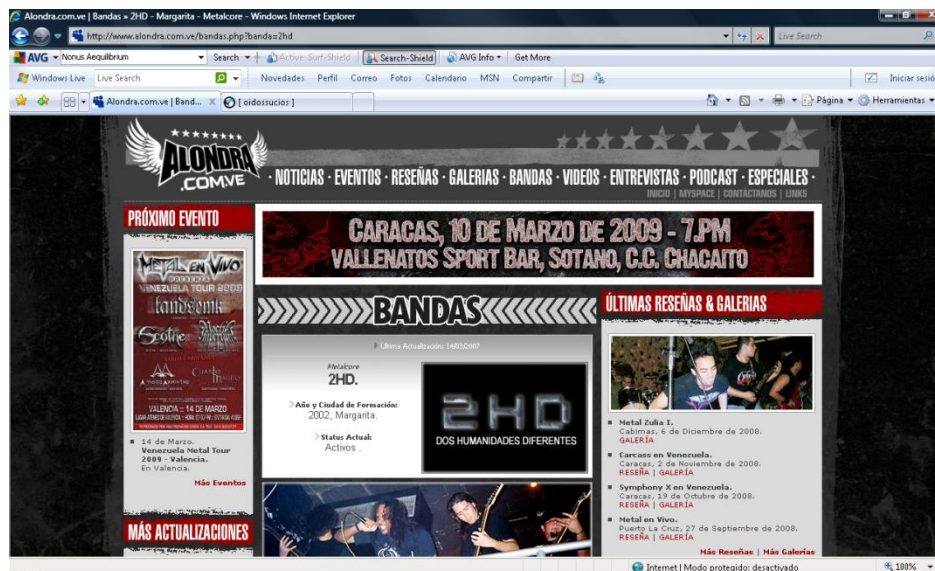 Alondra.com.ve | Bandas » 2HD - Margarita - Metalcore - Windows Internet Explorer
http://www.alondra.com.ve/bandas.php?banda=2hd
Live Search
AVG
Nonus Aequilibrium
Search
Active Surf-Shield
Search-Shield
AVG Info
Get More
Windows Live
Live Search
Novedades Perfil Correo Fotos Calendario MSN Compartir
Iniciar sesió
Alondra.com.ve | Band...
[ oidossucios ]
Página
Herramientas
ALONDRA
.COM.VE
· NOTICIAS · EVENTOS · RESEÑAS · GALERIAS · BANDAS · VIDEOS · ENTREVISTAS · PODCAST · ESPECIALES ·
INICIO | MYSPACE | CONTÁCTANOS | LINKS
PRÓXIMO EVENTO
METAL EN VIVO
PRESENTA
VENEZUELA TOUR 2009
landsemk
VALENCIA :: 14 DE MARZO
14 de Marzo.
Venezuela Metal Tour
2009 - Valencia.
En Valencia.
Más Eventos
MÁS ACTUALIZACIONES
CARACAS, 10 DE MARZO DE 2009 - 7.PM
VALLENATOS SPORT BAR, SOTANO, C.C. CHACAITO
BANDAS
Última Actualización: 14/03/2007
Metalcore
2HD.
Año y Ciudad de Formación:
2002, Margarita.
Status Actual:
Activos .
2HD
DOS HUMANIDADES DIFERENTES
ÚLTIMAS RESEÑAS & GALERIAS
Metal Zulia I.
Cabimas, 6 de Diciembre de 2008.
GALERÍA
Carcass en Venezuela.
Caracas, 2 de Noviembre de 2008.
RESEÑA | GALERÍA
Symphony X en Venezuela.
Caracas, 19 de Octubre de 2008.
RESEÑA | GALERÍA
Metal en Vivo.
Puerto La Cruz, 27 de Septiembre de 2008.
RESEÑA | GALERÍA
Más Reseñas | Más Galerías
Internet | Modo protegido: desactivado
100%